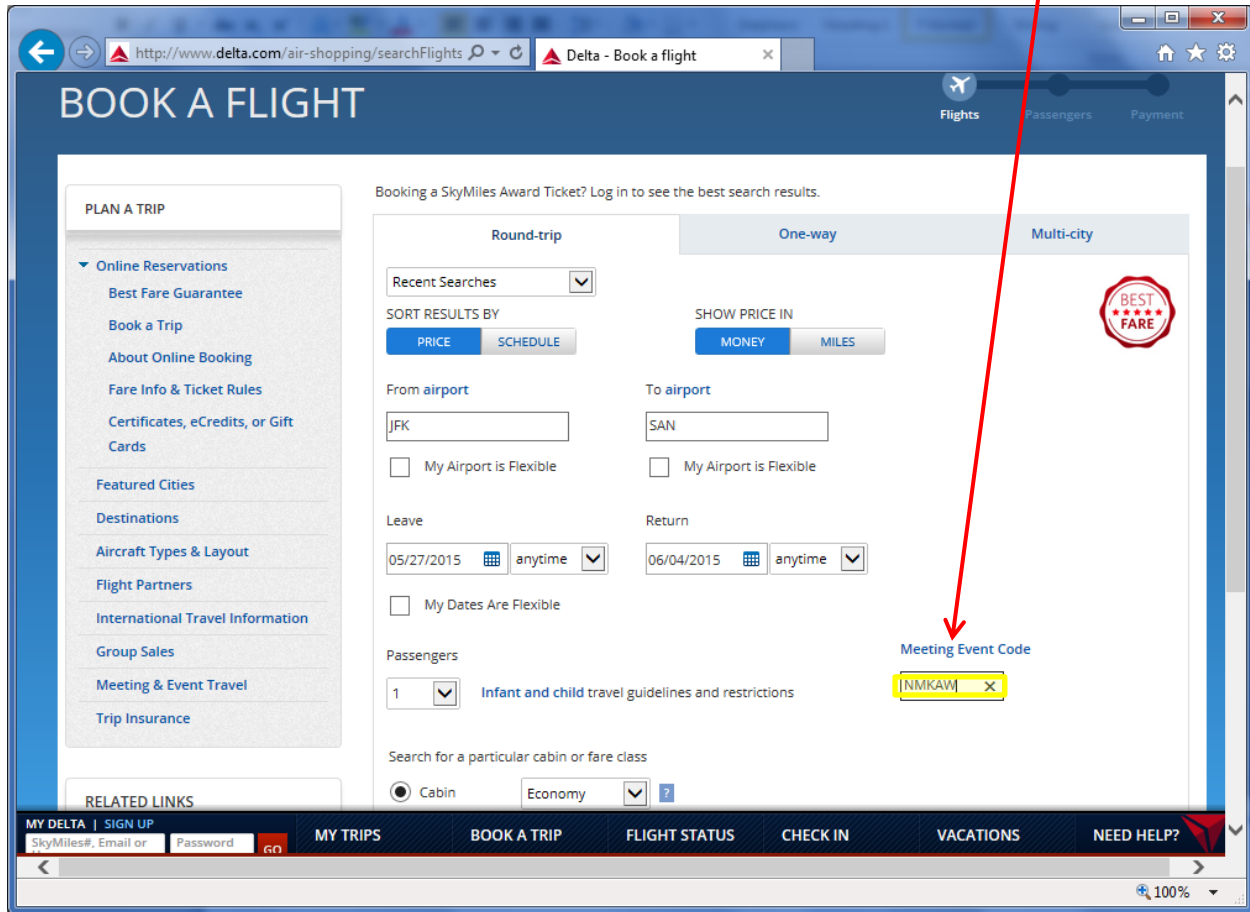 http://www.delta.com/air-shopping/searchFlights
Delta - Book a flight
BOOK A FLIGHT
Flights
Passengers
Payment
PLAN A TRIP
Online Reservations
Best Fare Guarantee
Book a Trip
About Online Booking
Fare Info & Ticket Rules
Certificates, eCredits, or Gift
Cards
Featured Cities
Destinations
Aircraft Types & Layout
Flight Partners
International Travel Information
Group Sales
Meeting & Event Travel
Trip Insurance
RELATED LINKS
Booking a SkyMiles Award Ticket? Log in to see the best search results.
Round-trip
One-way
Multi-city
Recent Searches
BEST
FARE
SORT RESULTS BY
SHOW PRICE IN
PRICE SCHEDULE
MONEY MILES
From airport
To airport
JFK
SAN
My Airport is Flexible
My Airport is Flexible
Leave
Return
05/27/2015 anytime
06/04/2015 anytime
My Dates Are Flexible
Passengers
Meeting Event Code
1 Infant and child travel guidelines and restrictions
NMKAW
Search for a particular cabin or fare class
Cabin Economy ?
MY DELTA | SIGN UP
SkyMiles#, Email or
Password
GO
MY TRIPS
BOOK A TRIP
FLIGHT STATUS
CHECK IN
VACATIONS
NEED HELP?
100%